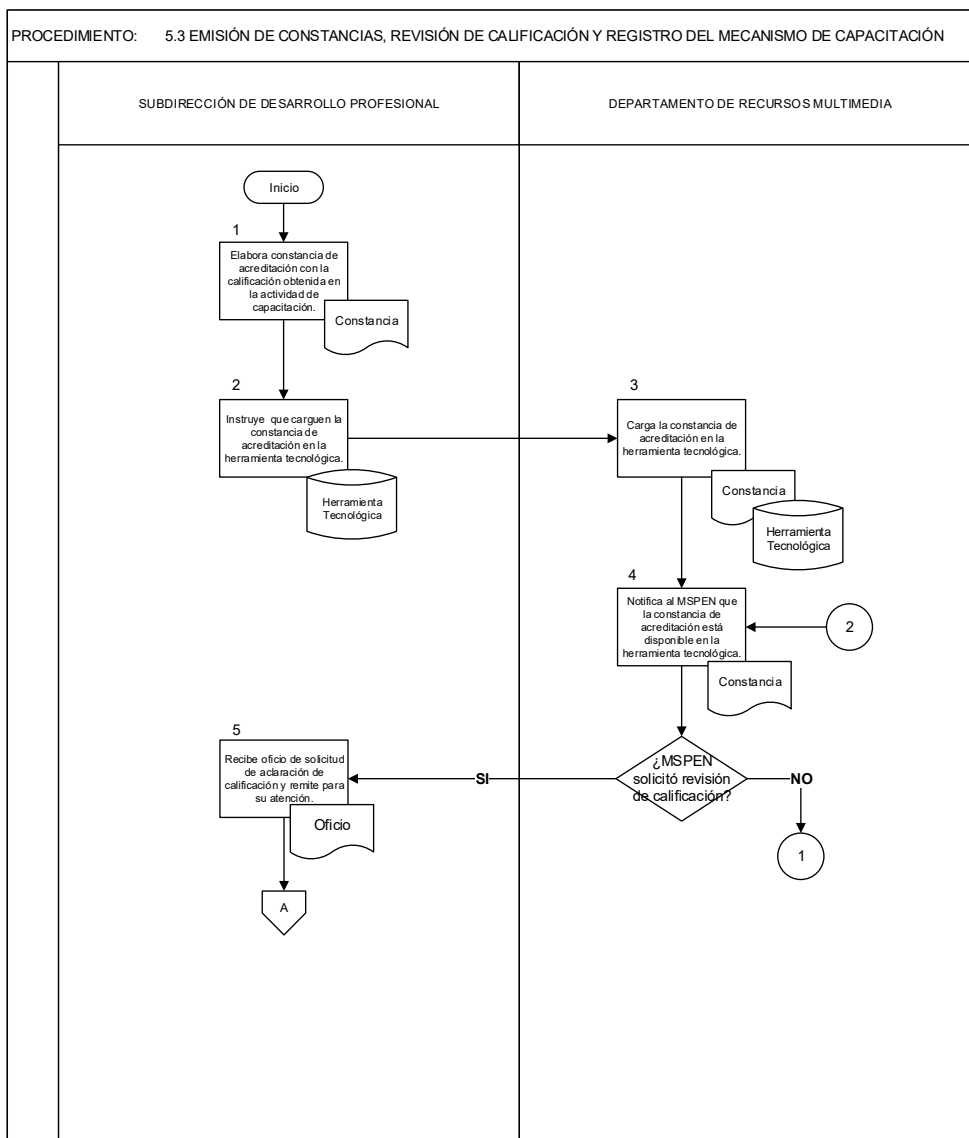 PROCEDIMIENTO: 5.3 EMISIÓN DE CONSTANCIAS, REVISIÓN DE CALIFICACIÓN Y REGISTRO DEL MECANISMO DE CAPACITACIÓN
SUBDIRECCIÓN DE DESARROLLO PROFESIONAL
DEPARTAMENTO DE RECURSOS MULTIMEDIA
Inicio
1
Elabora constancia de
acreditación con la
calificación obtenida en
la actividad de
capacitación.
Constancia
2
Instruye que carguen la
constancia de
acreditación en la
herramienta tecnológica.
Herramienta
Tecnológica
3
Carga la constancia de
acreditación en la
herramienta tecnológica.
Constancia
Herramienta
Tecnológica
4
Notifica al MSPEN que
la constancia de
acreditación está
disponible en la
herramienta tecnológica.
2
Constancia
¿MSPEN
solicitó revisión
de calificación?
SI
NO
1
5
Recibe oficio de solicitud
de aclaración de
calificación y remite para
su atención.
Oficio
A